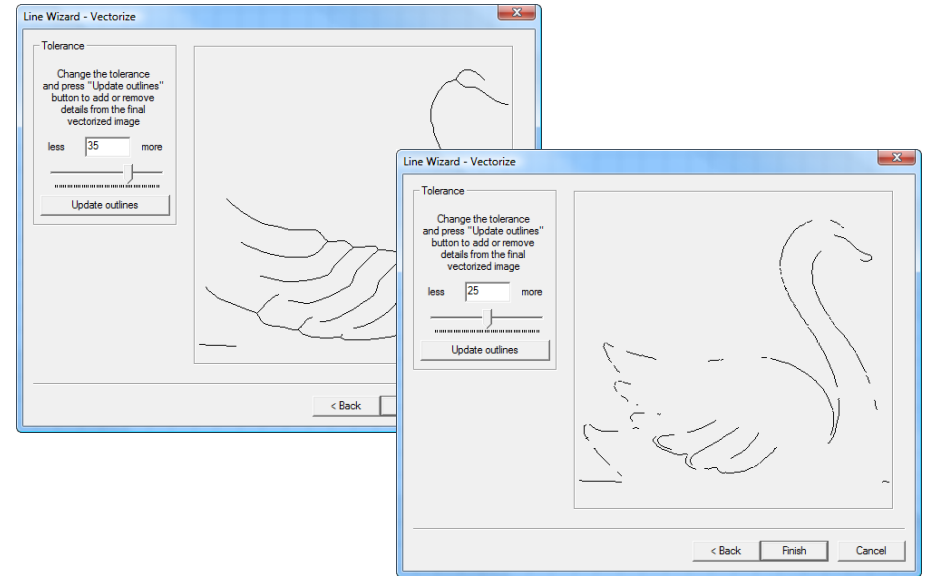 Line Wizard - Vectorize
Tolerance
Change the tolerance
and press "Update outlines"
button to add or remove
details from the final
vectorized image
less 35 more
Update outlines
< Back
Line Wizard - Vectorize
Tolerance
Change the tolerance
and press "Update outlines"
button to add or remove
details from the final
vectorized image
less 25 more
Update outlines
< Back Finish Cancel